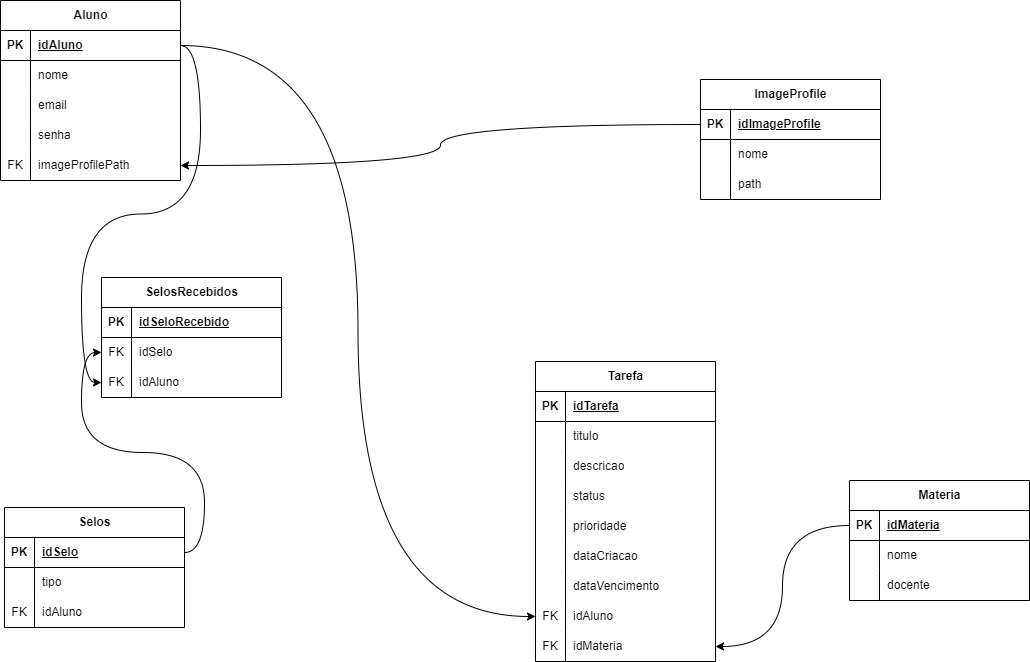 Aluno
PK idAluno
nome
email
senha
FK imageProfilePath
ImageProfile
PK idImageProfile
nome
path
SelosRecebidos
PK idSeloRecebido
FK idSelo
FK idAluno
Tarefa
PK idTarefa
titulo
descricao
status
prioridade
dataCriacao
dataVencimento
FK idAluno
FK idMateria
Materia
PK idMateria
nome
docente
Selos
PK idSelo
tipo
FK idAluno